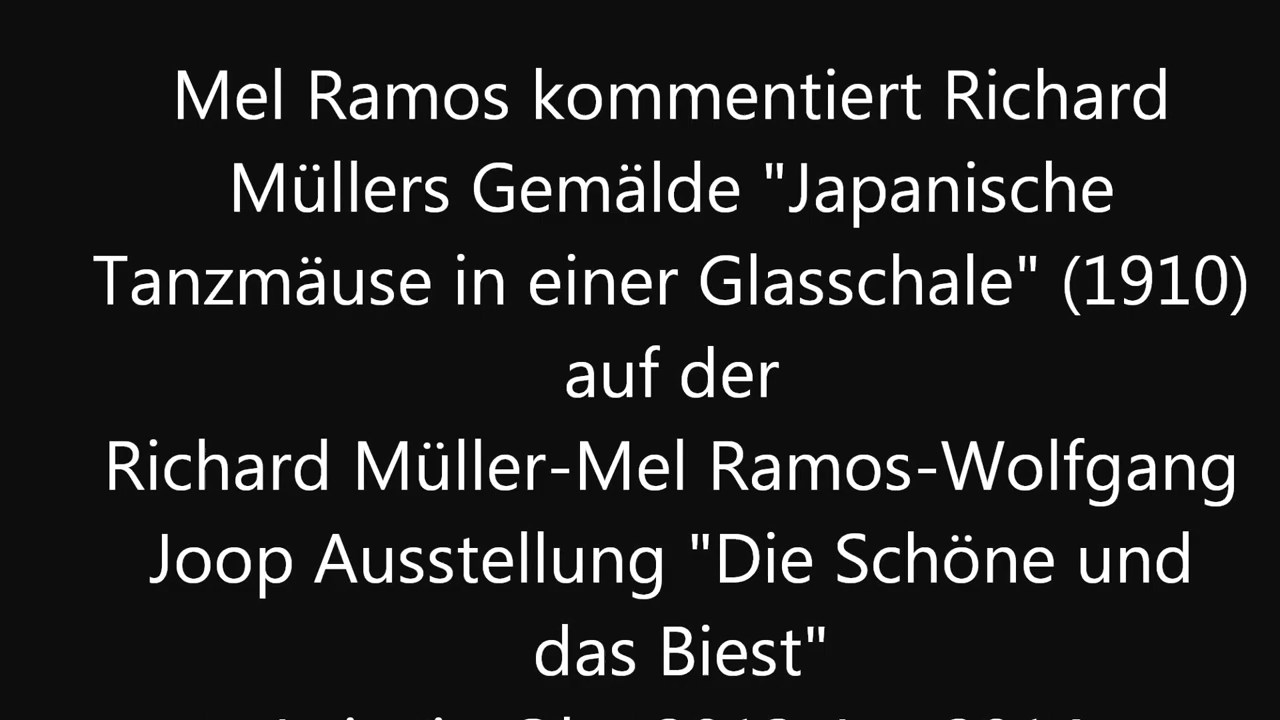 Mel Ramos kommentiert Richard
Müllers Gemälde "Japanische
Tanzmäuse in einer Glasschale" (1910)
auf der
Richard Müller-Mel Ramos-Wolfgang
Joop Ausstellung "Die Schöne und
das Biest"